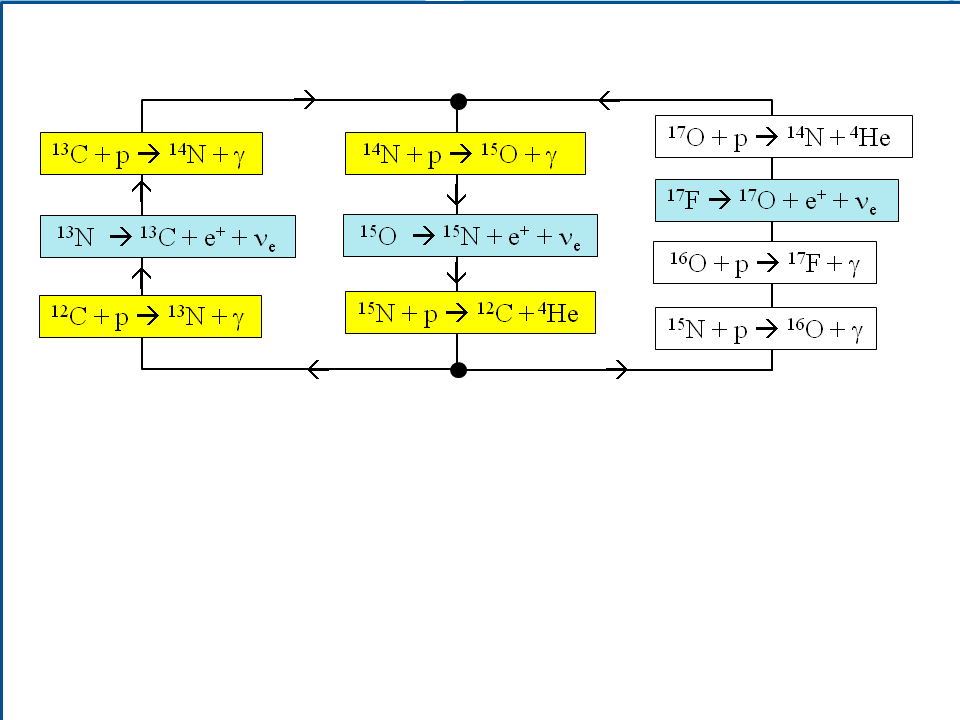 ¹³C + p → ¹⁴N + γ
¹³N → ¹³C + e⁺ + νₑ
¹²C + p → ¹³N + γ
¹⁴N + p → ¹⁵O + γ
¹⁵O → ¹⁵N + e⁺ + νₑ
¹⁵N + p → ¹²C + ⁴He
¹⁷O + p → ¹⁴N + ⁴He
¹⁷F → ¹⁷O + e⁺ + νₑ
¹⁶O + p → ¹⁷F + γ
¹⁵N + p → ¹⁶O + γ